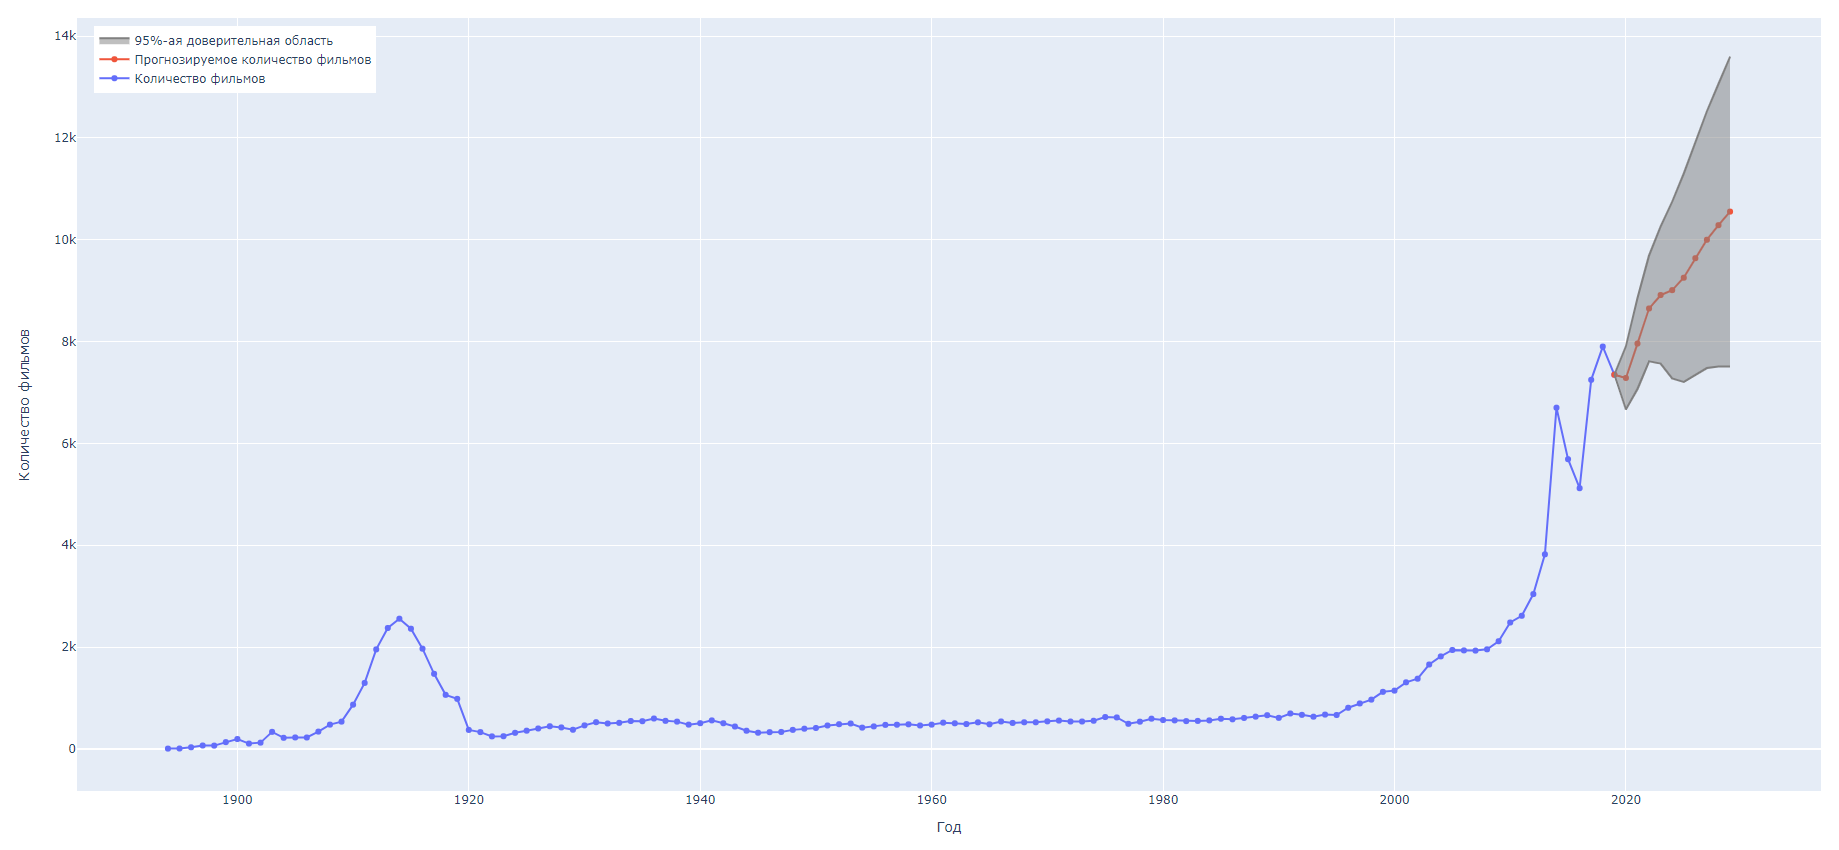 14k
12k
10k
8k
6k
4k
2k
0
95%-ая доверительная область
Прогнозируемое количество фильмов
Количество фильмов
Количество фильмов
1900
1920
1940
1960
1980
2000
2020
Год